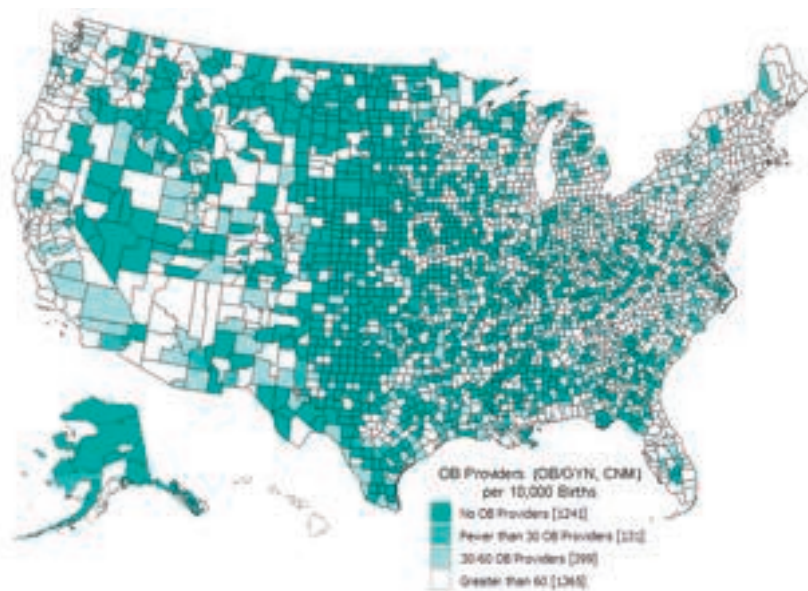 OB Providers (OB/GYN, CNM)
per 10,000 Births
No OB Providers [1241]
Fewer than 30 OB Providers [131]
30-60 OB Providers [399]
Greater than 60 [1365]